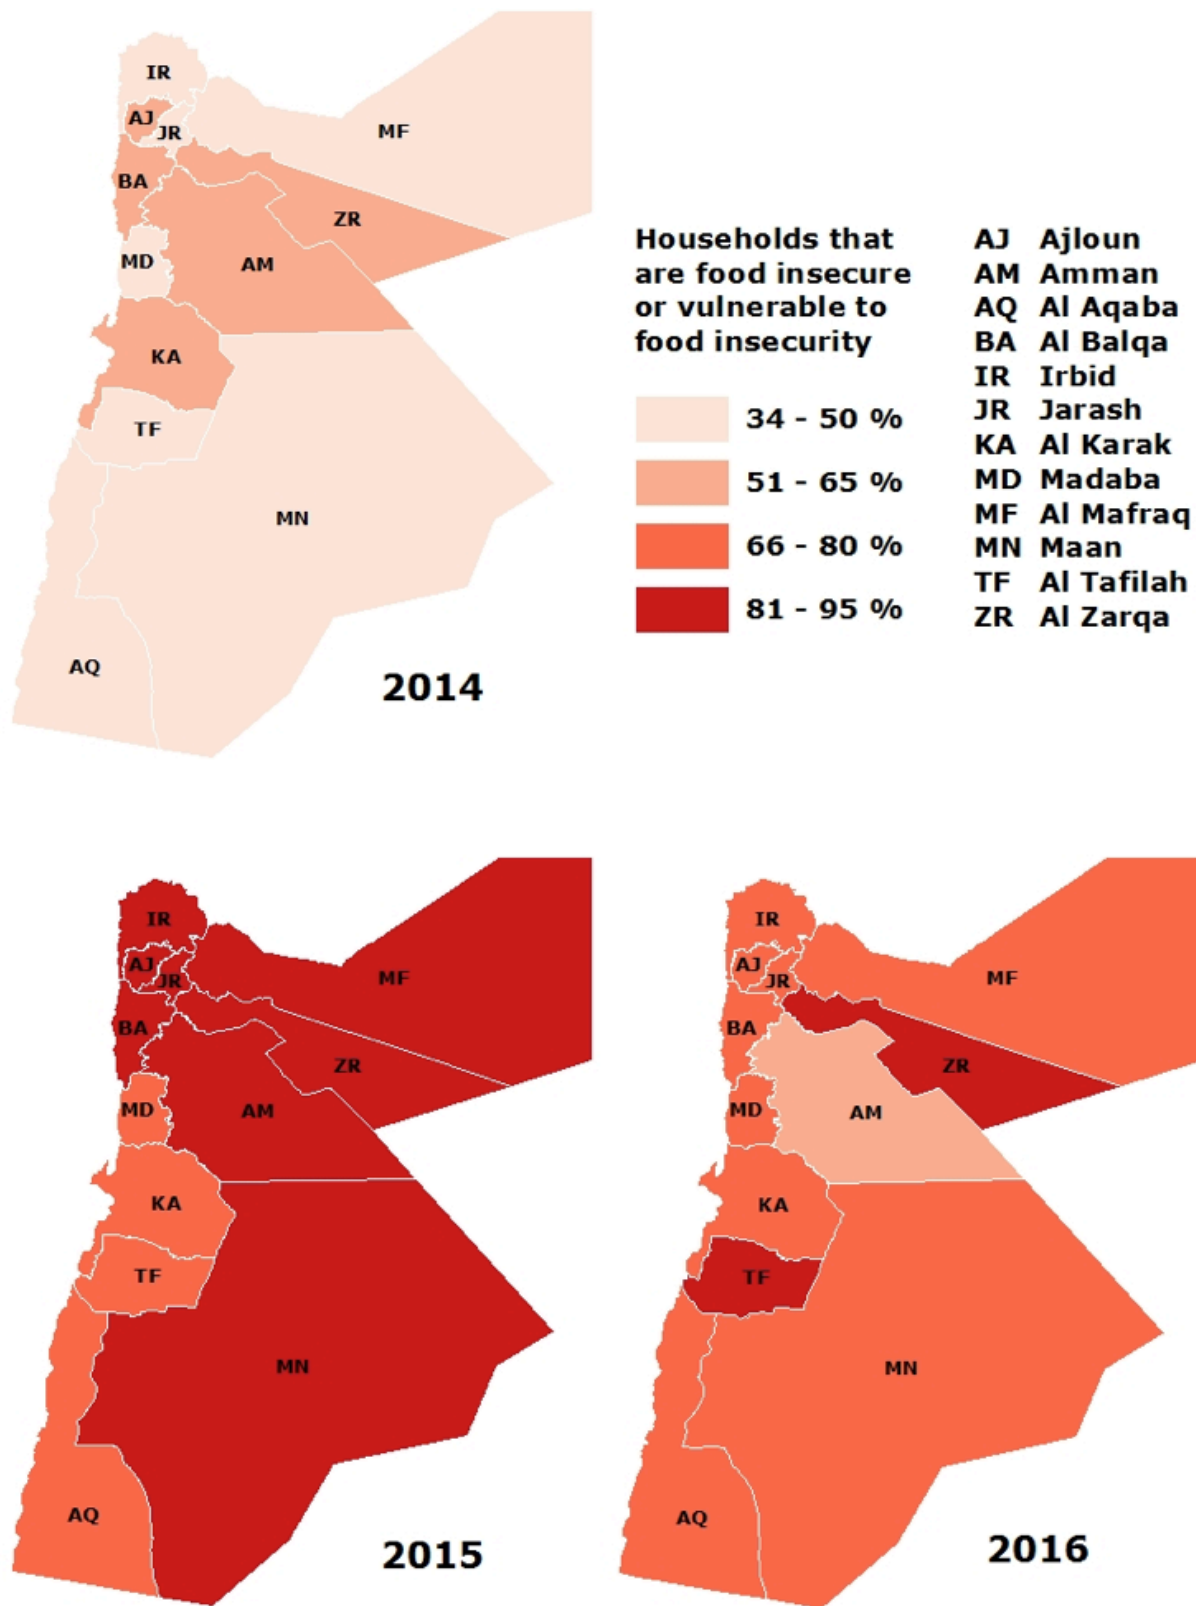 IR
AJ
JR
MF
BA
ZR
MD
AM
KA
TF
MN
AQ
2014
Households that
are food insecure
or vulnerable to
food insecurity
34 - 50 %
51 - 65 %
66 - 80 %
81 - 95 %
AJ Ajloun
AM Amman
AQ Al Aqaba
BA Al Balqa
IR Irbid
JR Jarash
KA Al Karak
MD Madaba
MF Al Mafraq
MN Maan
TF Al Tafilah
ZR Al Zarqa
IR
AJ
JR
MF
BA
ZR
MD
AM
KA
TF
MN
AQ
2015
IR
AJ
JR
MF
BA
ZR
MD
AM
KA
TF
MN
AQ
2016